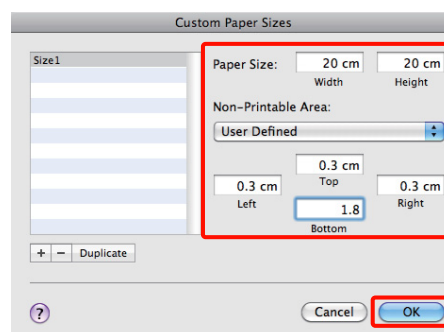 Custom Paper Sizes
Size1
Paper Size: 20 cm 20 cm
Width Height
Non-Printable Area:
User Defined
0.3 cm
Top
0.3 cm 0.3 cm
Left Right
1.8
Bottom
+ − Duplicate
? Cancel OK